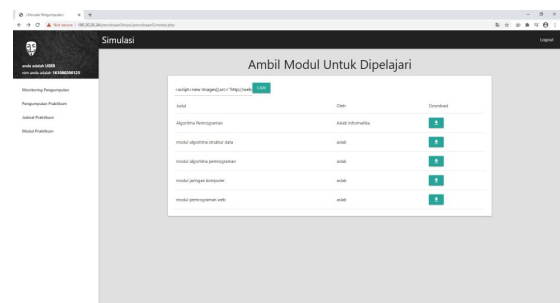 Simulasi
Logout
anda adalah USER
nim anda adalah
Monitoring Pengumpulan
Pengumpulan Praktikum
Jadwal Praktikum
Modul Praktikum
Ambil Modul Untuk Dipelajari
CARI
Judul Oleh Download
Algoritma Pemrograman Aslab Informatika
modul algoritma struktur data aslab
modul algoritma pemrograman aslab
modul jaringan komputer aslab
modul pemrograman web aslab